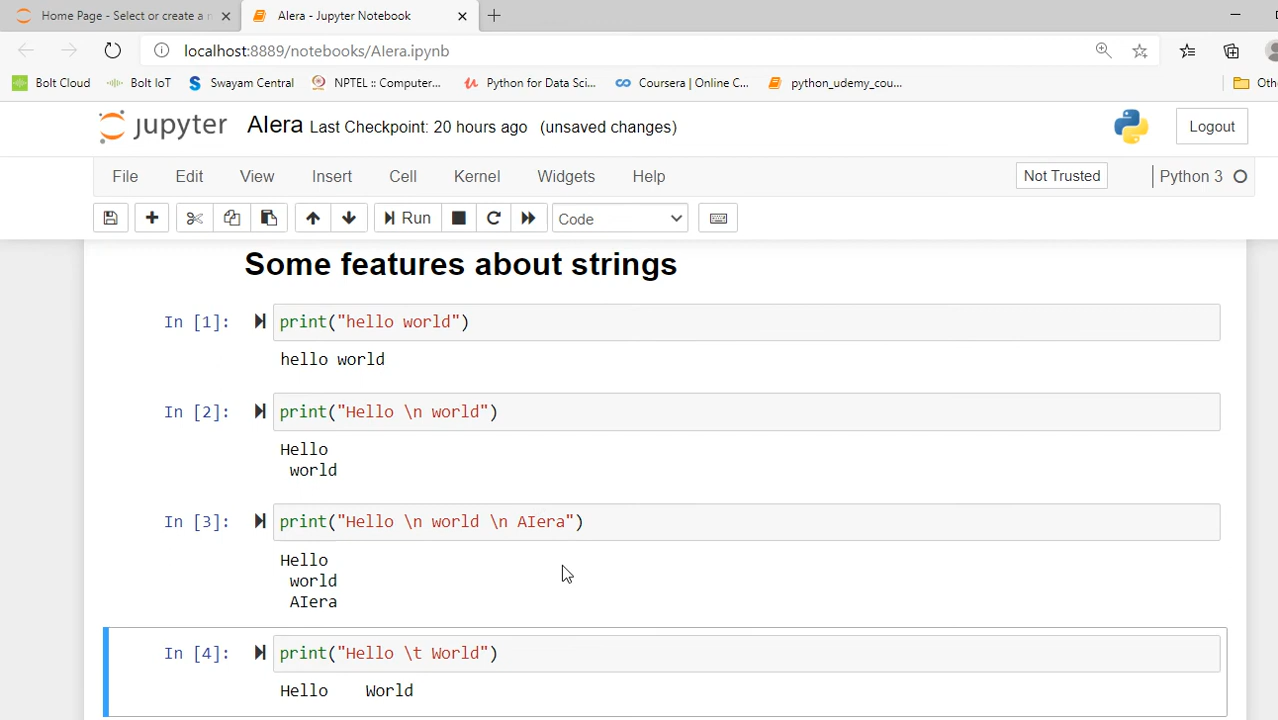 Home Page - Select or create a n
AIera - Jupyter Notebook
localhost:8889/notebooks/AIera.ipynb
Bolt Cloud
Bolt IoT
Swayam Central
NPTEL :: Computer...
Python for Data Sci...
Coursera | Online C...
python_udemy_cou...
Oth
jupyter AIera Last Checkpoint: 20 hours ago (unsaved changes)
Logout
File Edit View Insert Cell Kernel Widgets Help
Not Trusted
Python 3
Run
Code
Some features about strings
In [1]: print("hello world")
hello world
In [2]: print("Hello \n world")
Hello
 world
In [3]: print("Hello \n world \n AIera")
Hello
 world
 AIera
In [4]: print("Hello \t World")
Hello    World